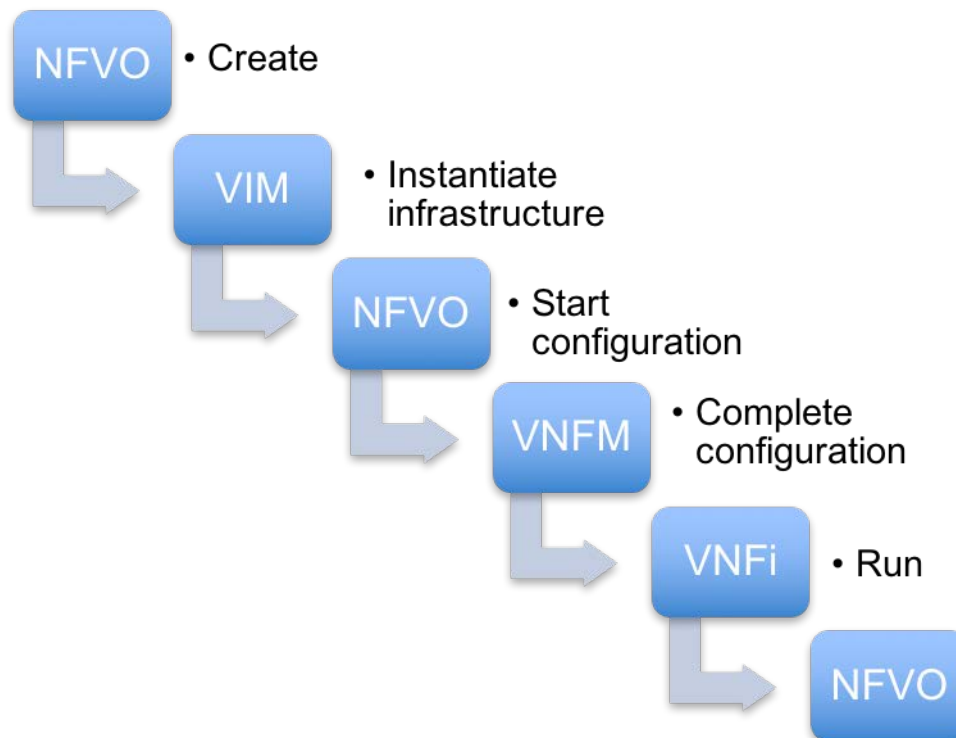 NFVO
• Create
VIM
• Instantiate
infrastructure
NFVO
• Start
configuration
VNFM
• Complete
configuration
VNFi
• Run
NFVO